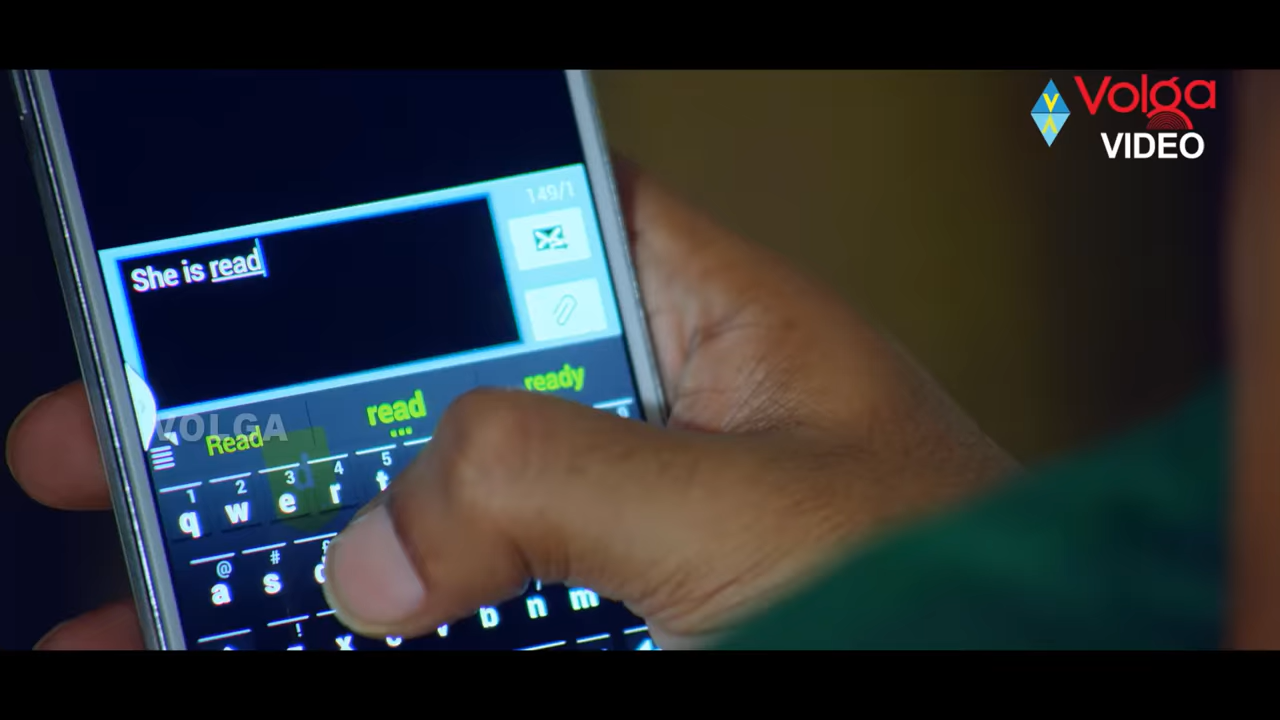 Volga
VIDEO
149/1
She is read
VOLGA
Read read ready
1 2 3 4 5
q w e r t
@ #
a s d
!
x c v b n m